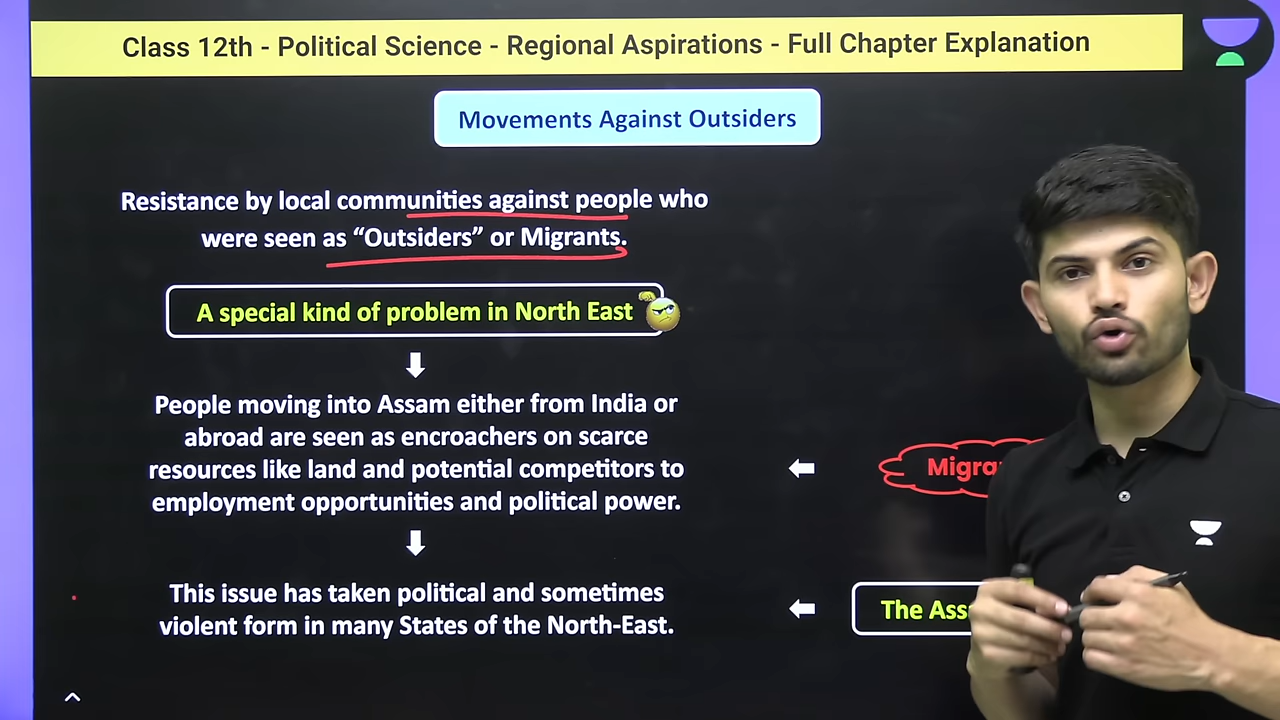 Class 12th - Political Science - Regional Aspirations - Full Chapter Explanation
Movements Against Outsiders
Resistance by local communities against people who
were seen as “Outsiders” or Migrants.
A special kind of problem in North East
People moving into Assam either from India or
abroad are seen as encroachers on scarce
resources like land and potential competitors to
employment opportunities and political power.
This issue has taken political and sometimes
violent form in many States of the North-East.
The